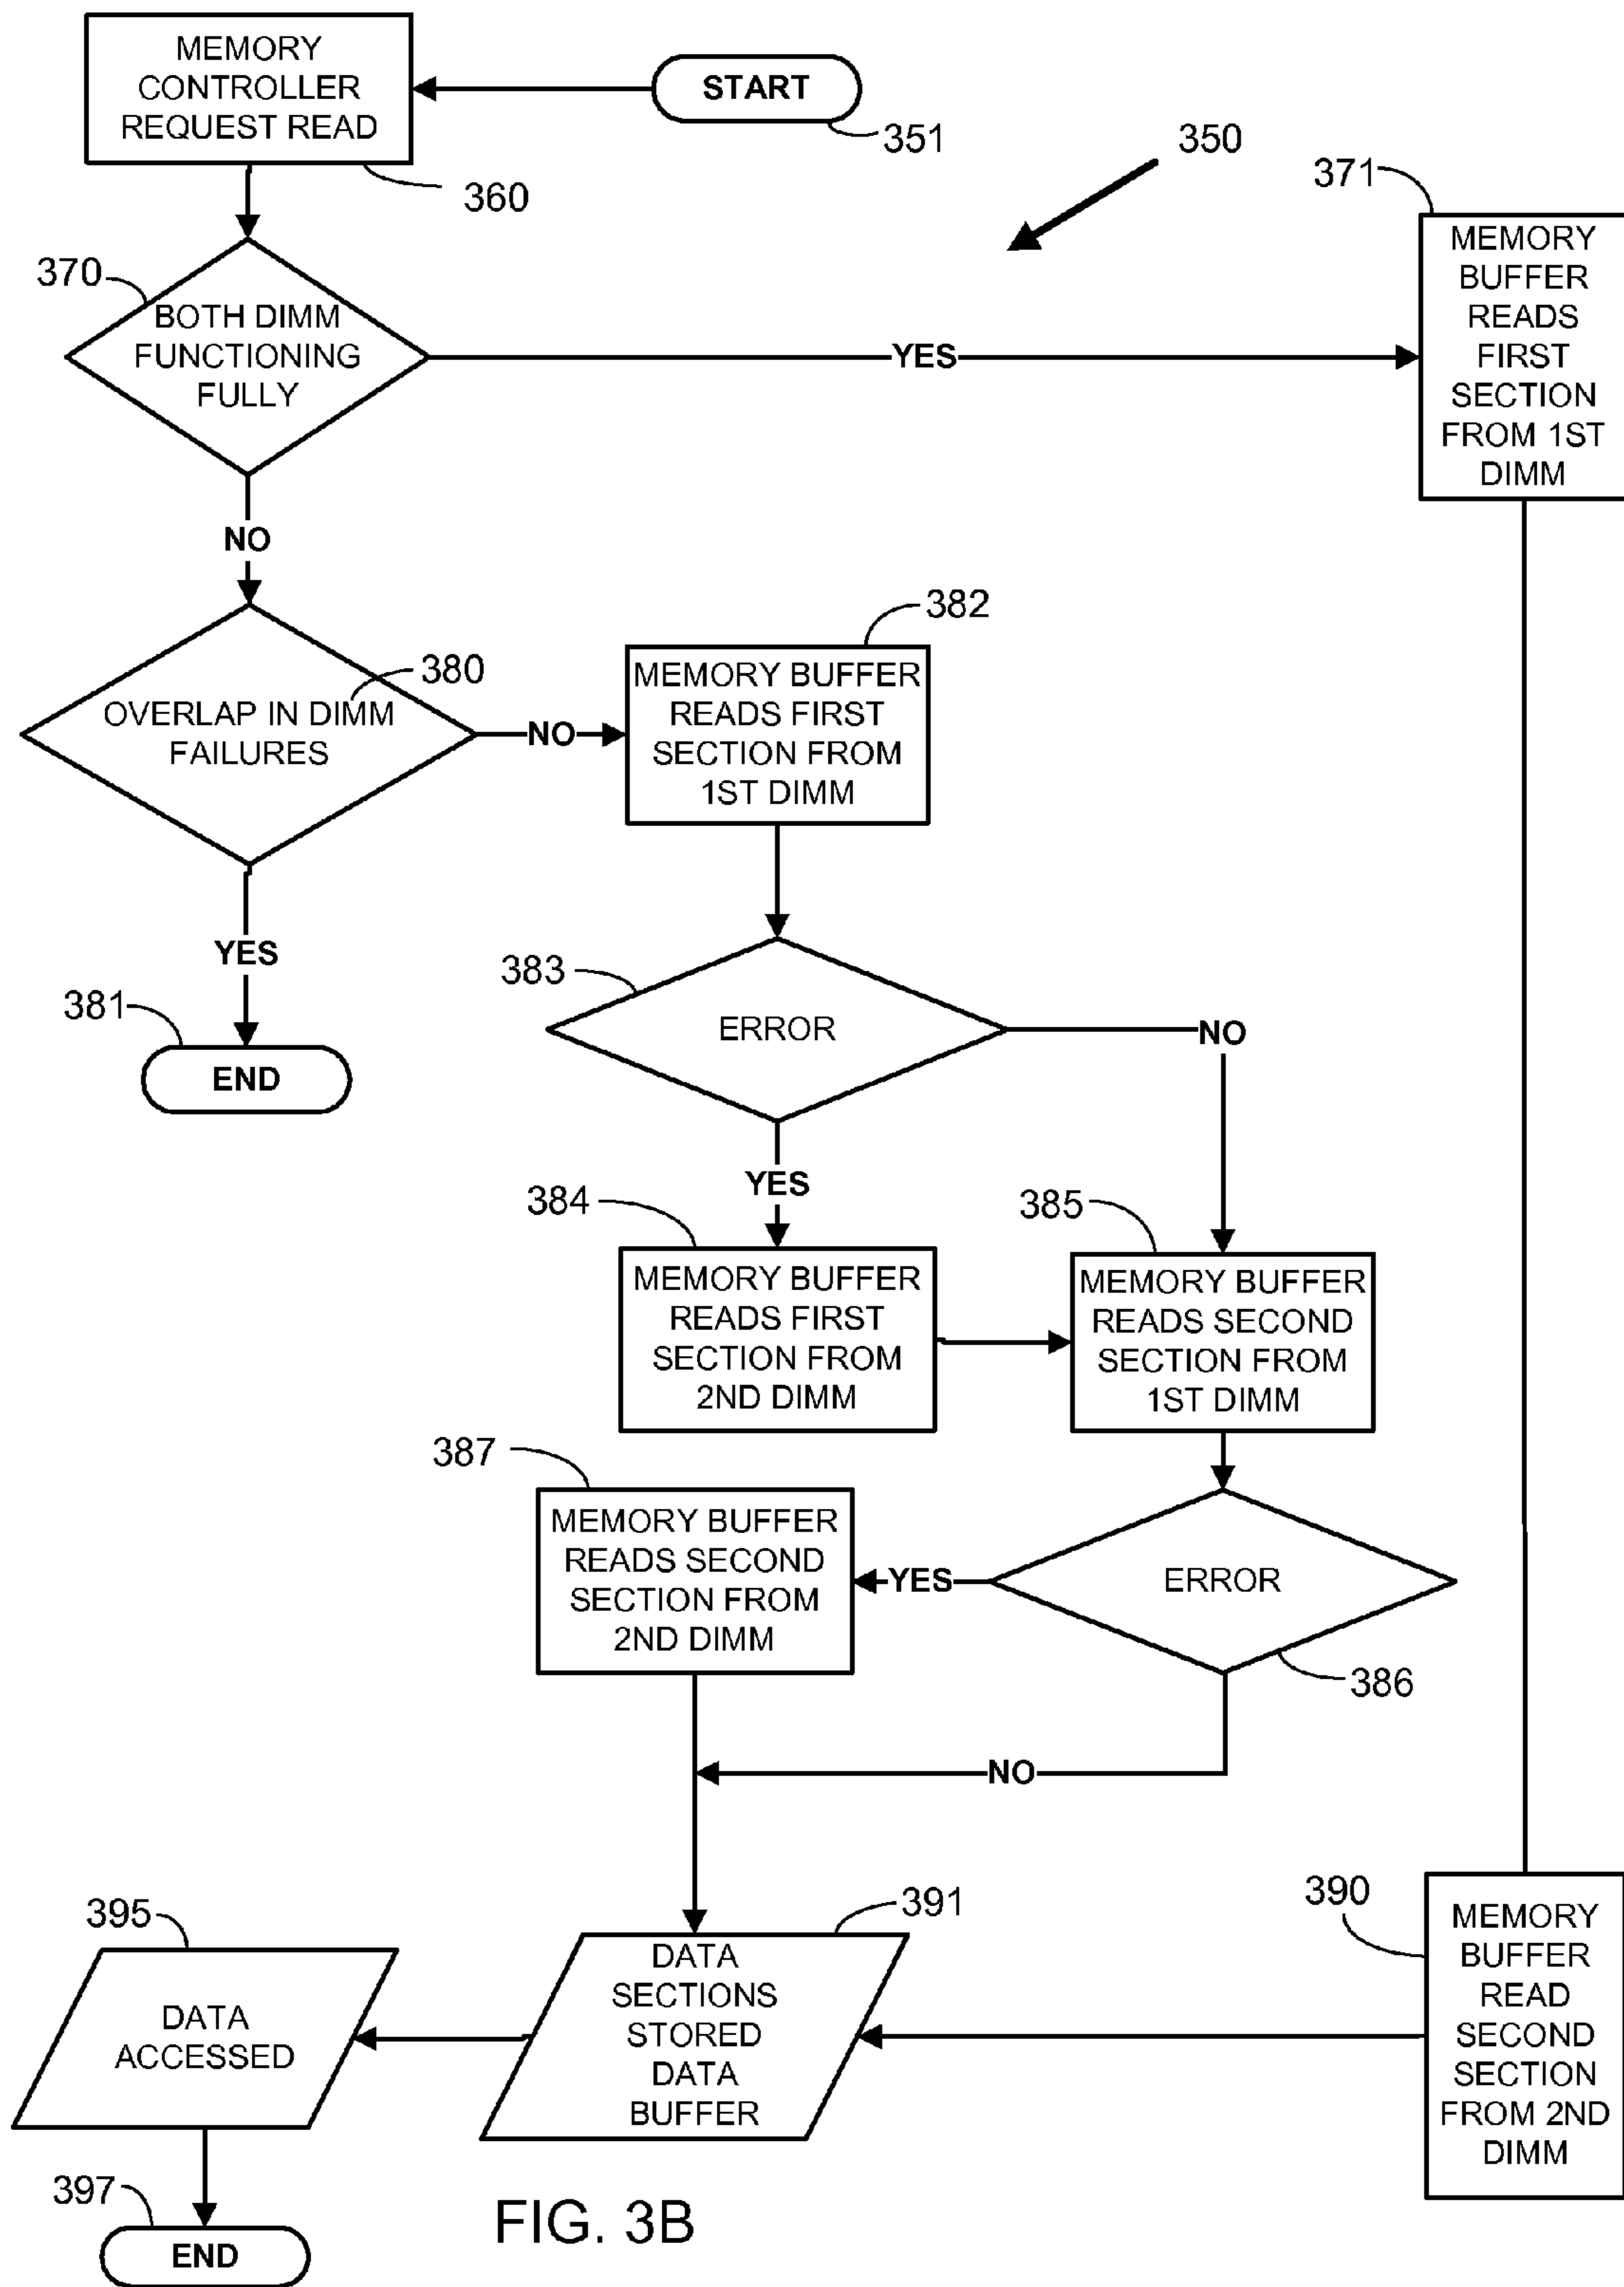 MEMORY
CONTROLLER
REQUEST READ
START
351
360
350
371
MEMORY
BUFFER
READS
FIRST
SECTION
FROM 1ST
DIMM
370
BOTH DIMM
FUNCTIONING
FULLY
YES
NO
380
OVERLAP IN DIMM
FAILURES
NO
382
MEMORY BUFFER
READS FIRST
SECTION FROM
1ST DIMM
YES
381
END
383
ERROR
NO
YES
384
MEMORY BUFFER
READS FIRST
SECTION FROM
2ND DIMM
385
MEMORY BUFFER
READS SECOND
SECTION FROM
1ST DIMM
387
MEMORY BUFFER
READS SECOND
SECTION FROM
2ND DIMM
YES
ERROR
386
NO
390
MEMORY
BUFFER
READ
SECOND
SECTION
FROM 2ND
DIMM
391
DATA
SECTIONS
STORED
DATA
BUFFER
395
DATA
ACCESSED
397
END
FIG. 3B